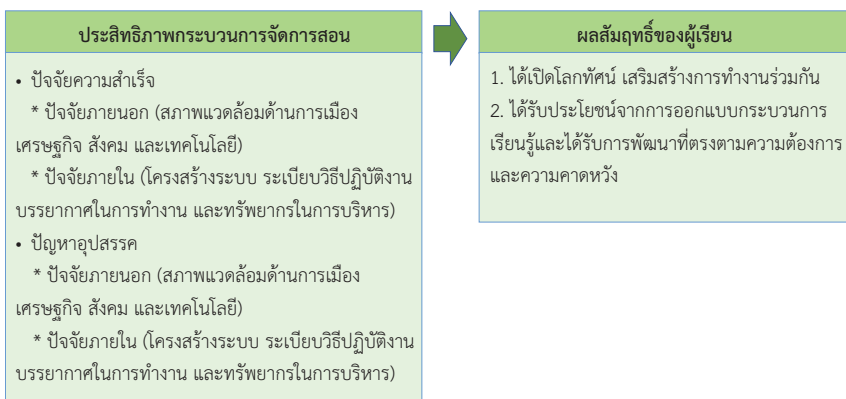 ประสิทธิภาพกระบวนการจัดการสอน
• ปัจจัยความสำเร็จ
* ปัจจัยภายนอก (สภาพแวดล้อมด้านการเมือง
เศรษฐกิจ สังคม และเทคโนโลยี)
* ปัจจัยภายใน (โครงสร้างระบบ ระเบียบวิธีปฏิบัติงาน
บรรยากาศในการทำงาน และทรัพยากรในการบริหาร)
• ปัญหาอุปสรรค
* ปัจจัยภายนอก (สภาพแวดล้อมด้านการเมือง
เศรษฐกิจ สังคม และเทคโนโลยี)
* ปัจจัยภายใน (โครงสร้างระบบ ระเบียบวิธีปฏิบัติงาน
บรรยากาศในการทำงาน และทรัพยากรในการบริหาร)
ผลสัมฤทธิ์ของผู้เรียน
1. ได้เปิดโลกทัศน์ เสริมสร้างการทำงานร่วมกัน
2. ได้รับประโยชน์จากการออกแบบกระบวนการ
เรียนรู้และได้รับการพัฒนาที่ตรงตามความต้องการ
และความคาดหวัง